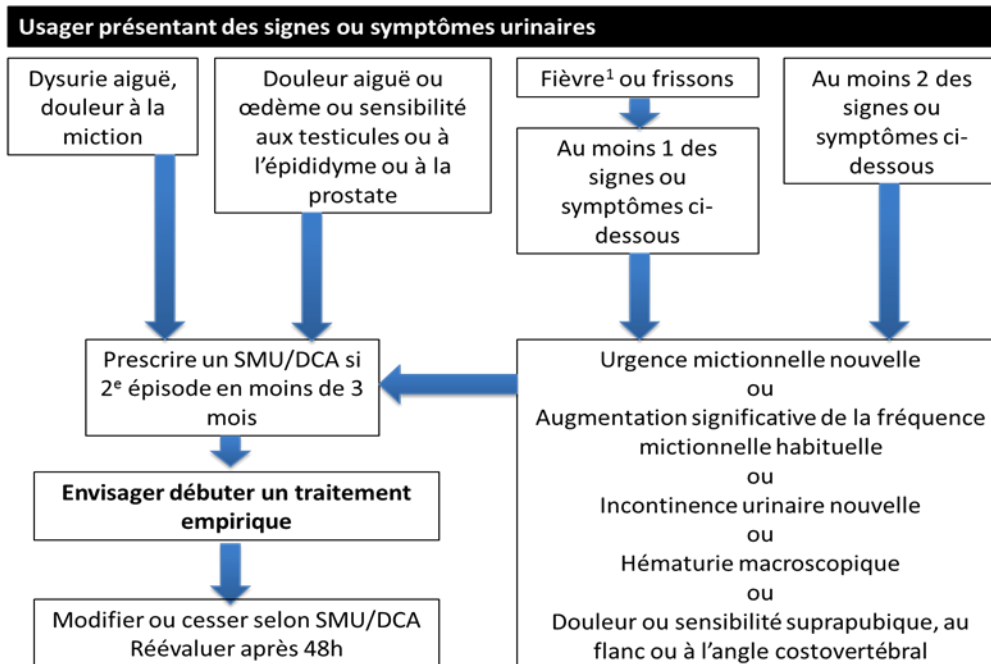 Usager présentant des signes ou symptômes urinaires
Dysurie aiguë,
douleur à la
miction
Douleur aiguë ou
œdème ou sensibilité
aux testicules ou à
l’épididyme ou à la
prostate
Fièvre¹ ou frissons
Au moins 1 des
signes ou
symptômes ci-
dessous
Au moins 2 des
signes ou
symptômes ci-
dessous
Prescrire un SMU/DCA si
2ᵉ épisode en moins de 3
mois
Envisager débuter un traitement
empirique
Modifier ou cesser selon SMU/DCA
Réévaluer après 48h
Urgence mictionnelle nouvelle
ou
Augmentation significative de la fréquence
mictionnelle habituelle
ou
Incontinence urinaire nouvelle
ou
Hématurie macroscopique
ou
Douleur ou sensibilité suprapubique, au
flanc ou à l’angle costovertébral